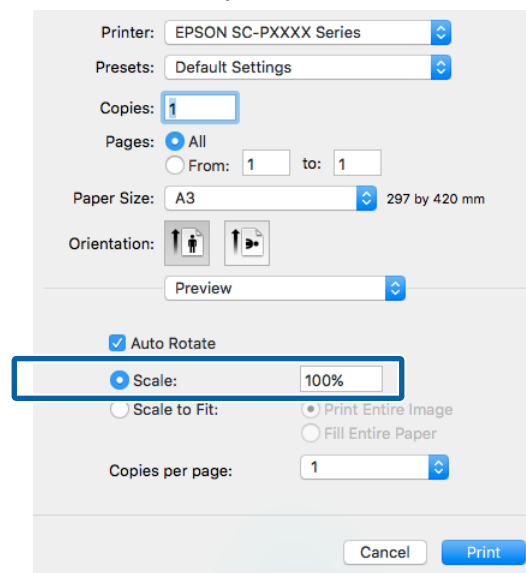 Printer: EPSON SC-PXXXX Series
Presets: Default Settings
Copies: 1
Pages: All
From: 1 to: 1
Paper Size: A3 297 by 420 mm
Orientation:
Preview
Auto Rotate
Scale: 100%
Scale to Fit: Print Entire Image
Fill Entire Paper
Copies per page: 1
Cancel Print